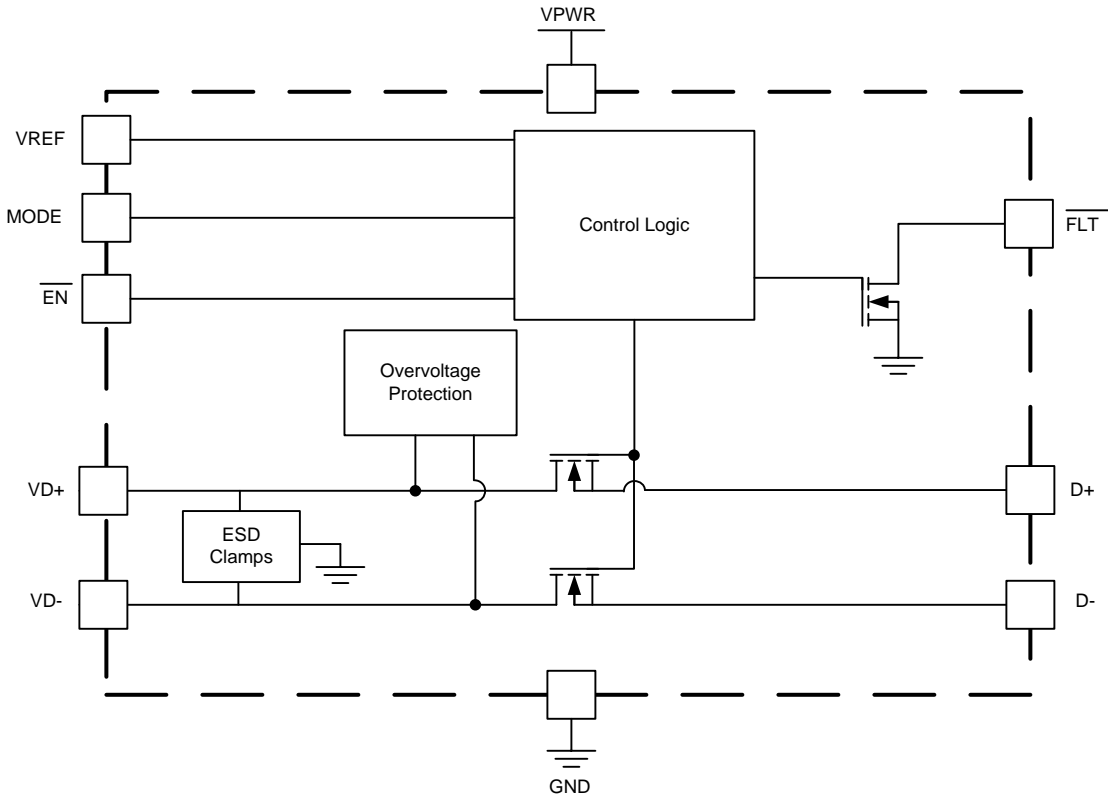 VPWR
VREF
MODE
Control Logic
FLT
EN
Overvoltage
Protection
VD+
D+
ESD
Clamps
VD-
D-
GND